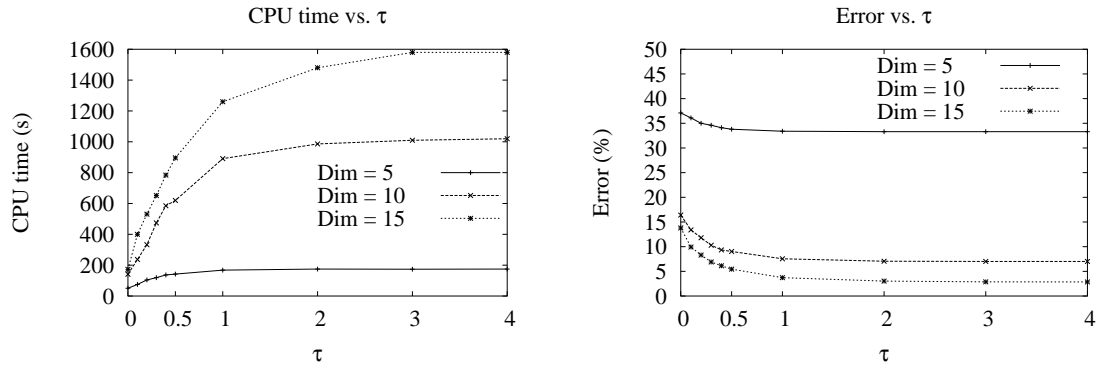 CPU time vs. τ
1600
1400
1200
1000
800
600
400
200
0
CPU time (s)
Dim = 5
Dim = 10
Dim = 15
0 0.5 1 2 3 4
τ
Error vs. τ
50
45
40
35
30
25
20
15
10
5
0
Error (%)
Dim = 5
Dim = 10
Dim = 15
0 0.5 1 2 3 4
τ